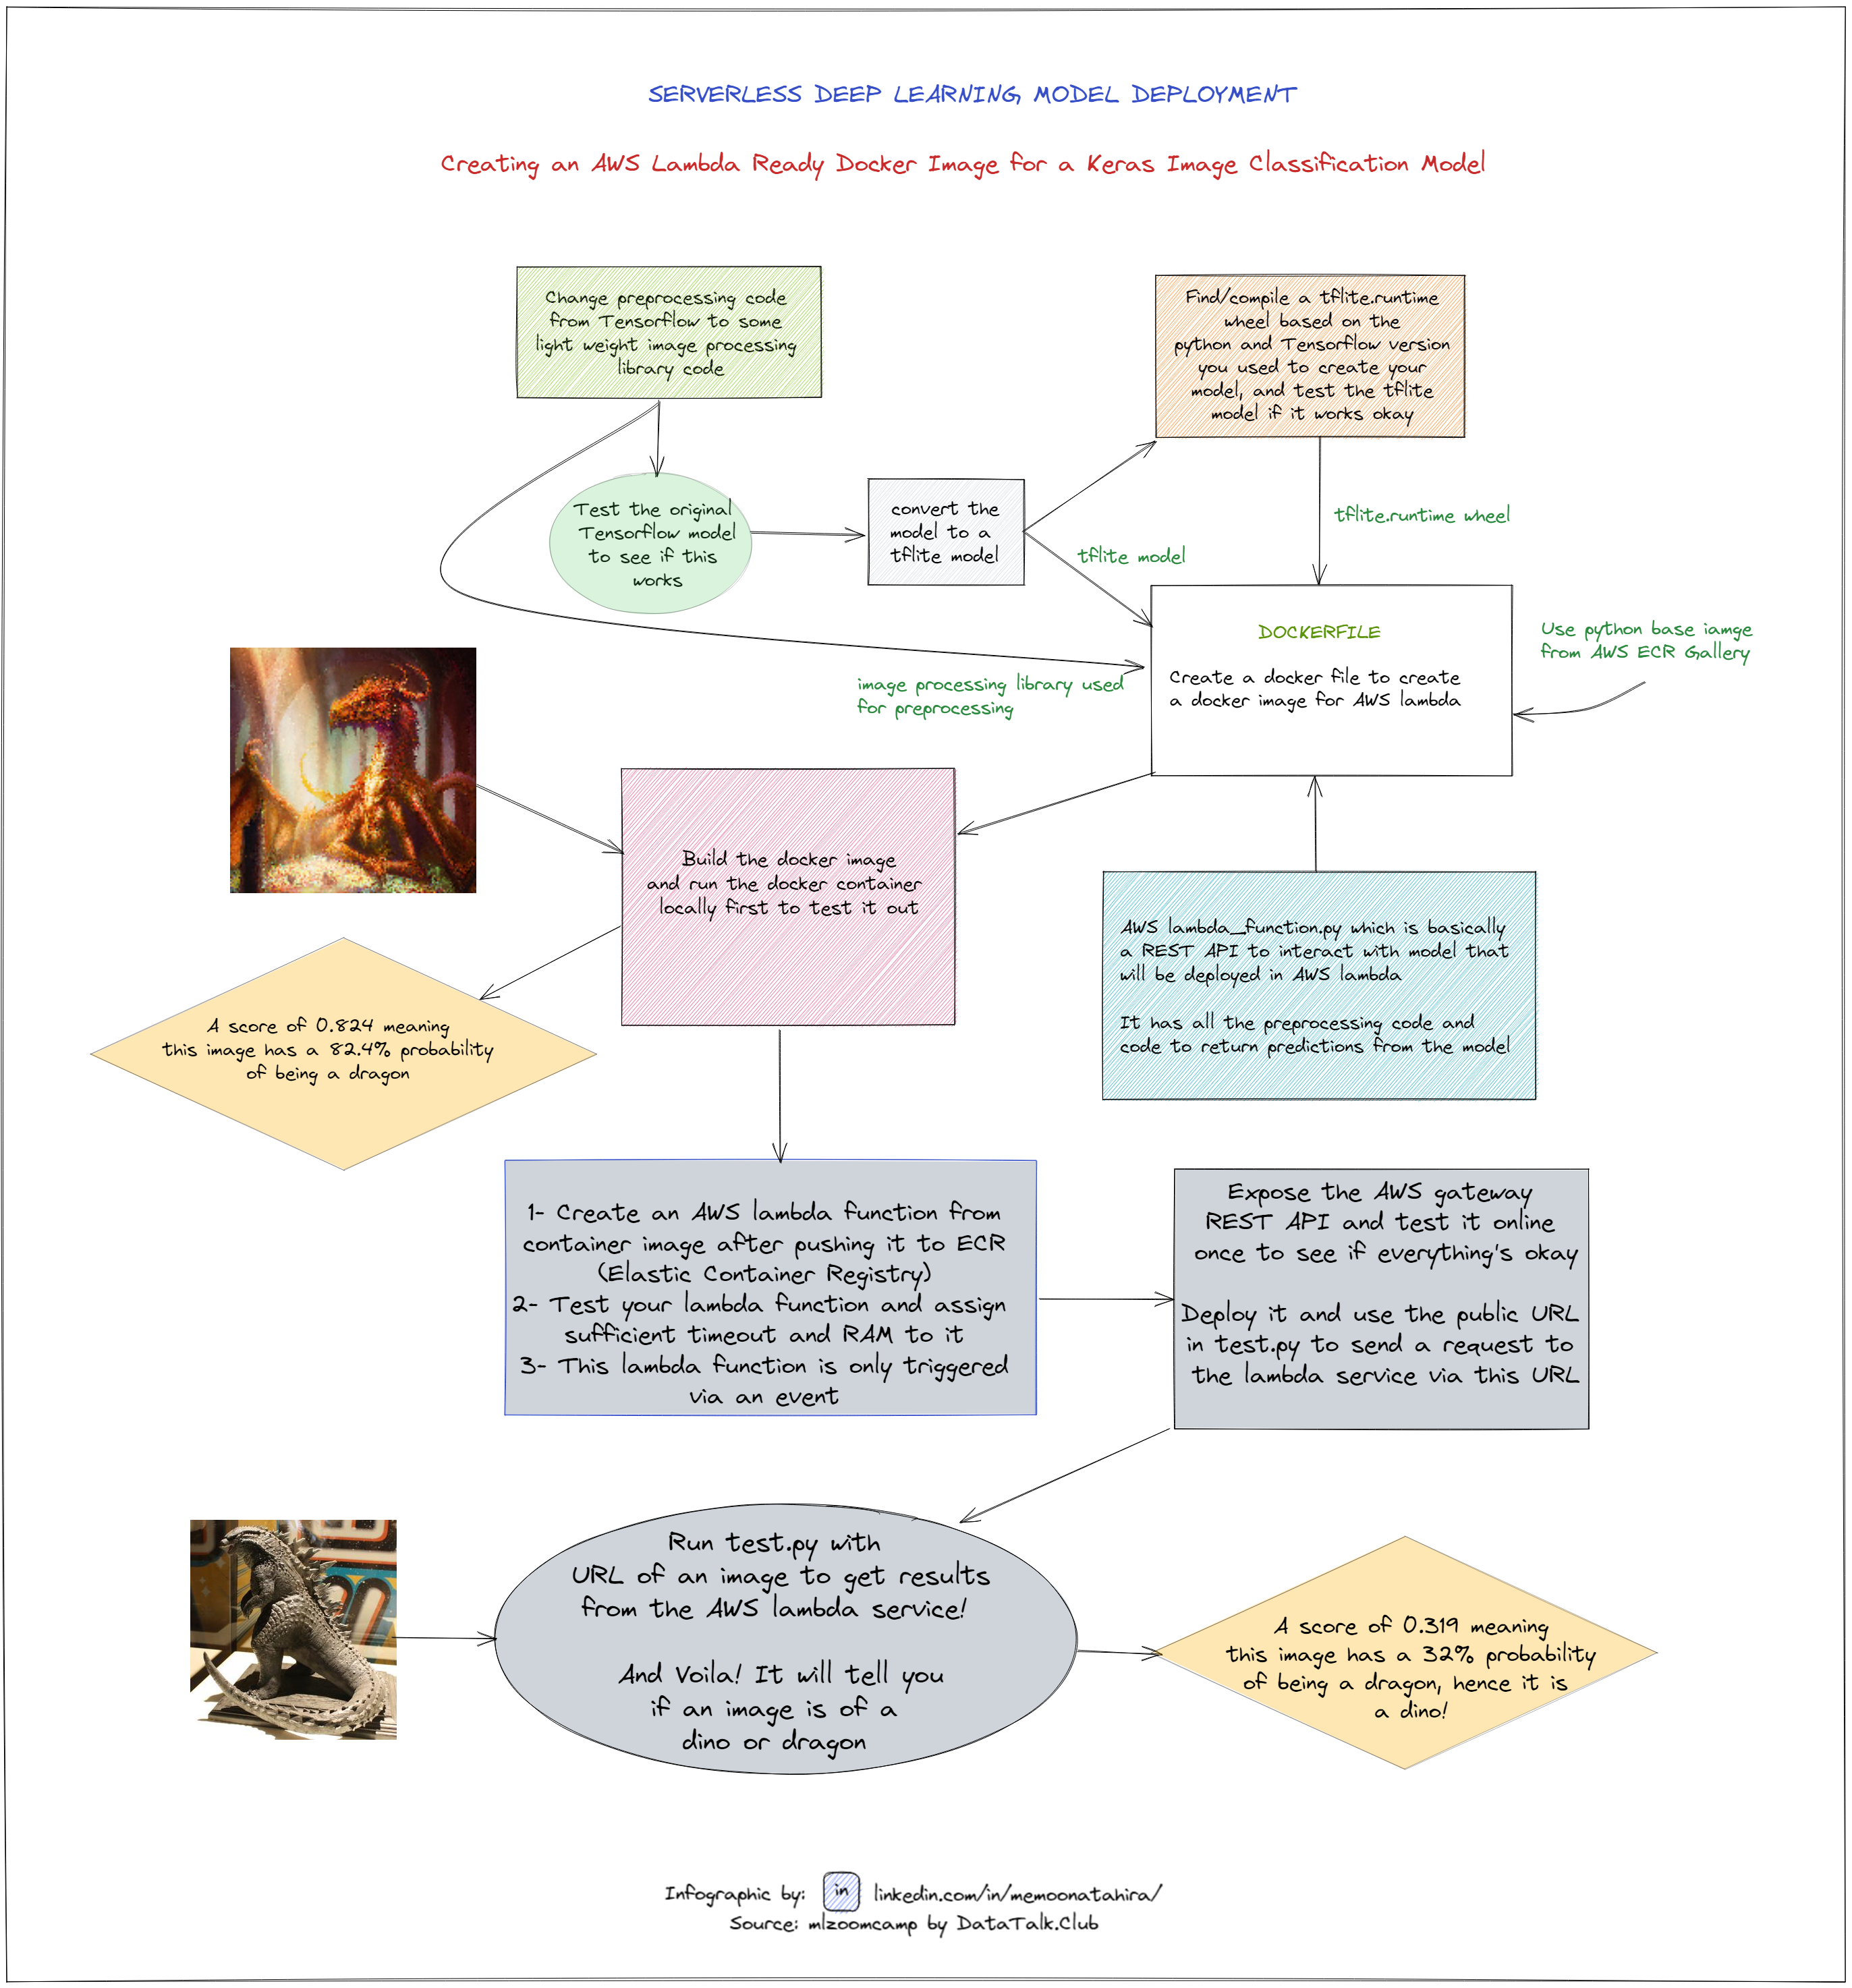 SERVERLESS DEEP LEARNING MODEL DEPLOYMENT
Creating an AWS Lambda Ready Docker Image for a Keras Image Classification Model
Change preprocessing code
from Tensorflow to some
light weight image processing
library code
Find/compile a tflite.runtime
wheel based on the
python and Tensorflow version
you used to create your
model, and test the tflite
model if it works okay
Test the original
Tensorflow model
to see if this
works
convert the
model to a
tflite model
tflite.runtime wheel
tflite model
DOCKERFILE
Create a docker file to create
a docker image for AWS lambda
Use python base iamge
from AWS ECR Gallery
image processing library used
for preprocessing
Build the docker image
and run the docker container
locally first to test it out
AWS lambda_function.py which is basically
a REST API to interact with model that
will be deployed in AWS lambda
It has all the preprocessing code and
code to return predictions from the model
A score of 0.824 meaning
this image has a 82.4% probability
of being a dragon
1- Create an AWS lambda function from
container image after pushing it to ECR
(Elastic Container Registry)
2- Test your lambda function and assign
sufficient timeout and RAM to it
3- This lambda function is only triggered
via an event
Expose the AWS gateway
REST API and test it online
once to see if everything's okay
Deploy it and use the public URL
in test.py to send a request to
the lambda service via this URL
Run test.py with
URL of an image to get results
from the AWS lambda service!
And Voila! It will tell you
if an image is of a
dino or dragon
A score of 0.319 meaning
this image has a 32% probability
of being a dragon, hence it is
a dino!
Infographic by: in linkedin.com/in/memoonatahira/
Source: mlzoomcamp by DataTalk.Club